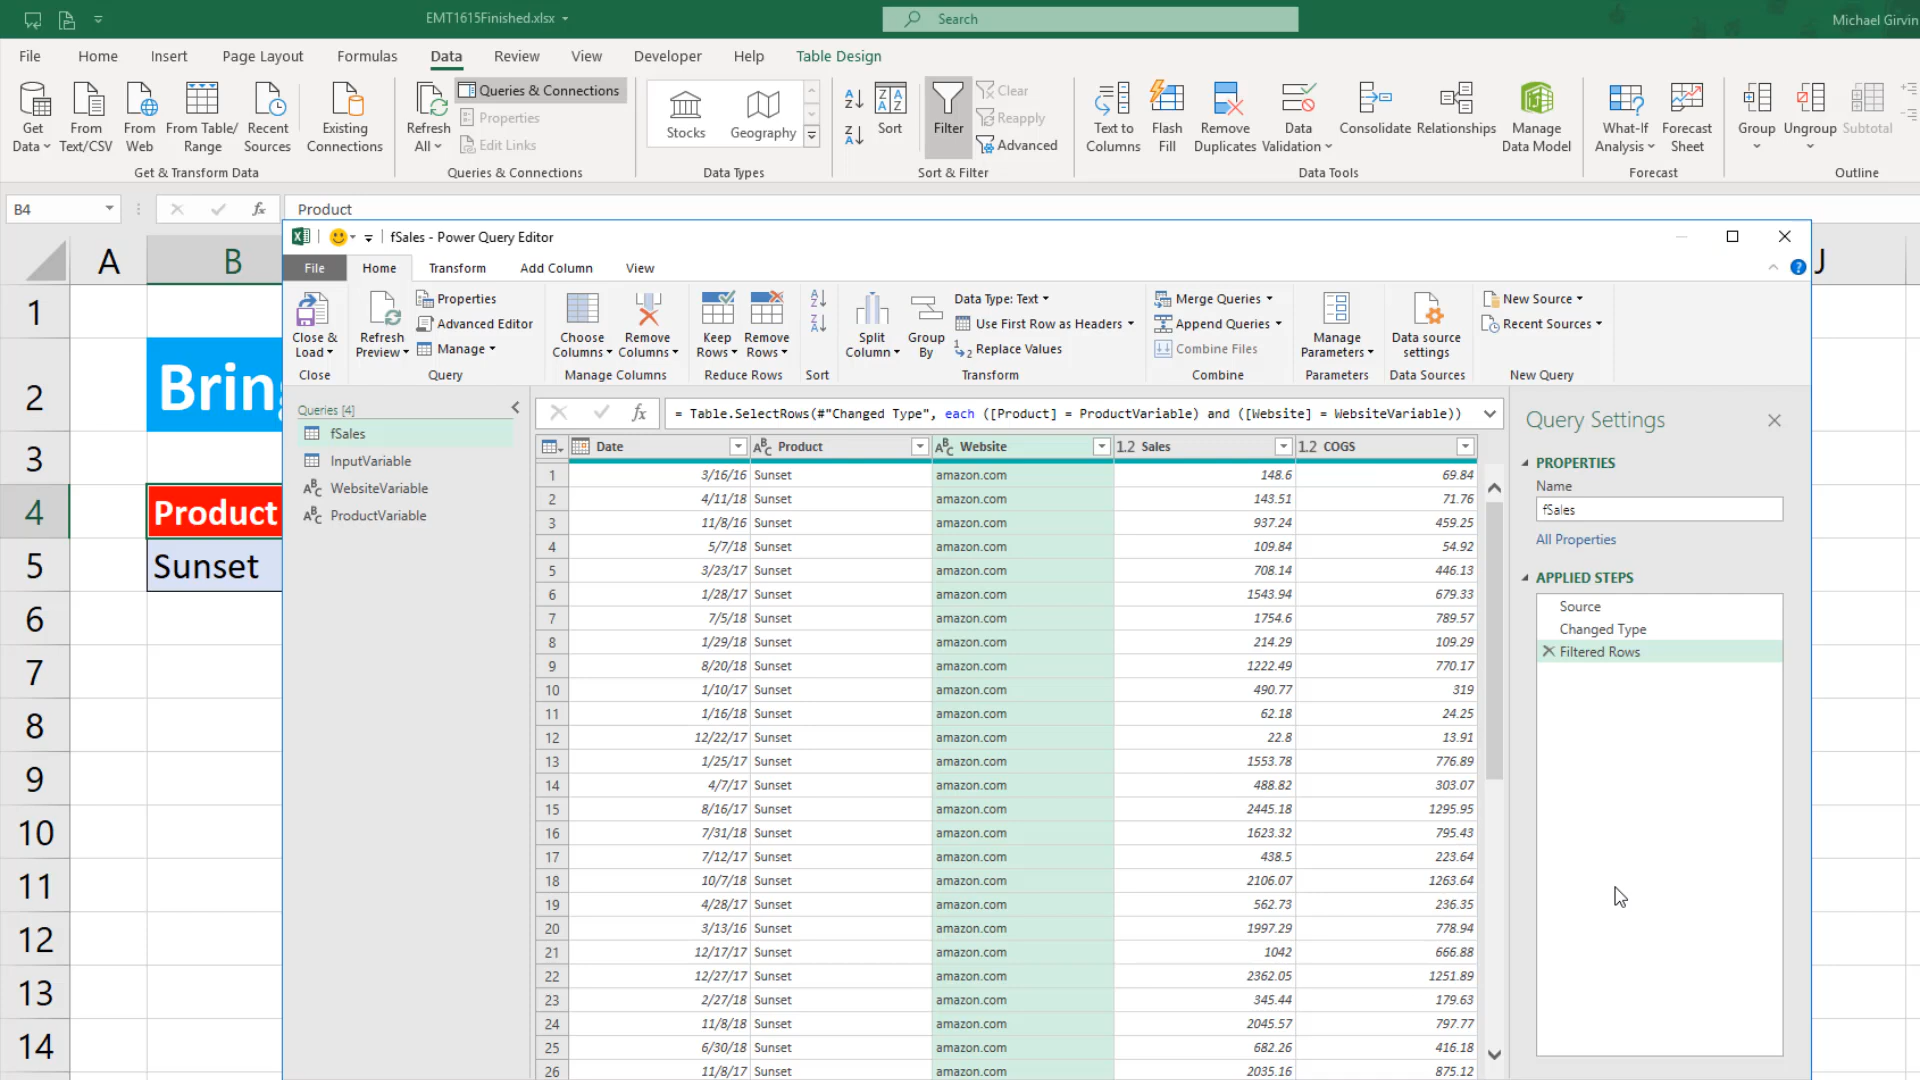 EMT1615Finished.xlsx
Search
Michael Girvin
File Home Insert Page Layout Formulas Data Review View Developer Help Table Design
Get Data
From Text/CSV
From Web
From Table/ Range
Recent Sources
Existing Connections
Get & Transform Data
Refresh All
Queries & Connections
Properties
Edit Links
Queries & Connections
Stocks
Geography
Data Types
Sort
Filter
Clear
Reapply
Advanced
Sort & Filter
Text to Columns
Flash Fill
Remove Duplicates
Data Validation
Consolidate
Relationships
Manage Data Model
Data Tools
What-If Analysis
Forecast Sheet
Forecast
Group
Ungroup
Subtotal
Outline
B4
fx
Product
A B J
1
2 Brin
3
4 Product
5 Sunset
6
7
8
9
10
11
12
13
14
fSales - Power Query Editor
File Home Transform Add Column View
Close & Load
Close
Refresh Preview
Properties
Advanced Editor
Manage
Query
Choose Columns
Remove Columns
Manage Columns
Keep Rows
Remove Rows
Reduce Rows
Sort
Split Column
Group By
Data Type: Text
Use First Row as Headers
Replace Values
Transform
Merge Queries
Append Queries
Combine Files
Combine
Manage Parameters
Parameters
Data source settings
Data Sources
New Source
Recent Sources
New Query
Queries [4]
fSales
InputVariable
WebsiteVariable
ProductVariable
fx
= Table.SelectRows(#"Changed Type", each ([Product] = ProductVariable) and ([Website] = WebsiteVariable))
Date Product Website 1.2 Sales 1.2 COGS
1 3/16/16 Sunset amazon.com 148.6 69.84
2 4/11/18 Sunset amazon.com 143.51 71.76
3 11/8/16 Sunset amazon.com 937.24 459.25
4 5/7/18 Sunset amazon.com 109.84 54.92
5 3/23/17 Sunset amazon.com 708.14 446.13
6 1/28/17 Sunset amazon.com 1543.94 679.33
7 7/5/18 Sunset amazon.com 1754.6 789.57
8 1/29/18 Sunset amazon.com 214.29 109.29
9 8/20/18 Sunset amazon.com 1222.49 770.17
10 1/10/17 Sunset amazon.com 490.77 319
11 1/16/18 Sunset amazon.com 62.18 24.25
12 12/22/17 Sunset amazon.com 22.8 13.91
13 1/25/17 Sunset amazon.com 1553.78 776.89
14 4/7/17 Sunset amazon.com 488.82 303.07
15 8/16/17 Sunset amazon.com 2445.18 1295.95
16 7/31/18 Sunset amazon.com 1623.32 795.43
17 7/12/17 Sunset amazon.com 438.5 223.64
18 10/7/18 Sunset amazon.com 2106.07 1263.64
19 4/28/17 Sunset amazon.com 562.73 236.35
20 3/13/16 Sunset amazon.com 1997.29 778.94
21 12/17/17 Sunset amazon.com 1042 666.88
22 12/27/17 Sunset amazon.com 2362.05 1251.89
23 2/27/18 Sunset amazon.com 345.44 179.63
24 11/8/18 Sunset amazon.com 2045.57 797.77
25 6/30/18 Sunset amazon.com 682.26 416.18
26 11/8/17 Sunset amazon.com 2035.16 875.12
Query Settings
PROPERTIES
Name
fSales
All Properties
APPLIED STEPS
Source
Changed Type
Filtered Rows